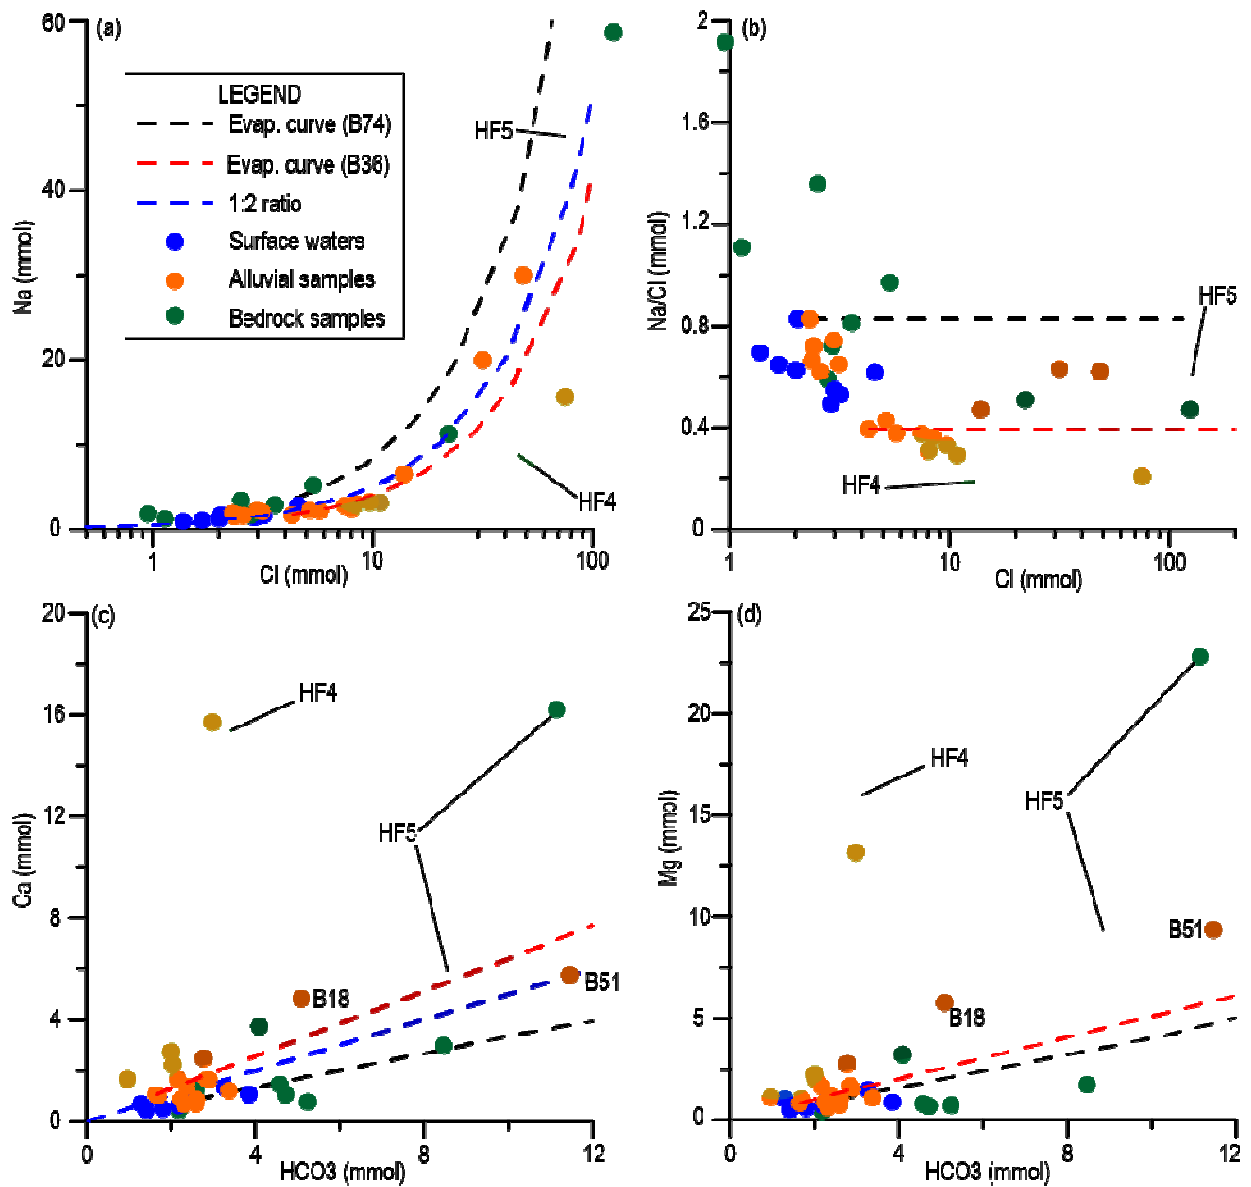 60
(a)
LEGEND
Evap. curve (B74)
Evap. curve (B36)
1:2 ratio
Surface waters
Alluvial samples
Bedrock samples
HF5
HF4
40
20
0
Na (mmol)
1
10
100
Cl (mmol)
2
(b)
1.6
1.2
0.8
0.4
0
Na/Cl (mmol)
HF5
HF4
1
10
100
Cl (mmol)
20
(c)
16
12
8
4
0
Ca (mmol)
HF4
HF5
B18
B51
0
4
8
12
HCO3 (mmol)
25
(d)
20
15
10
5
0
Mg (mmol)
HF4
HF5
B51
B18
0
4
8
12
HCO3 (mmol)